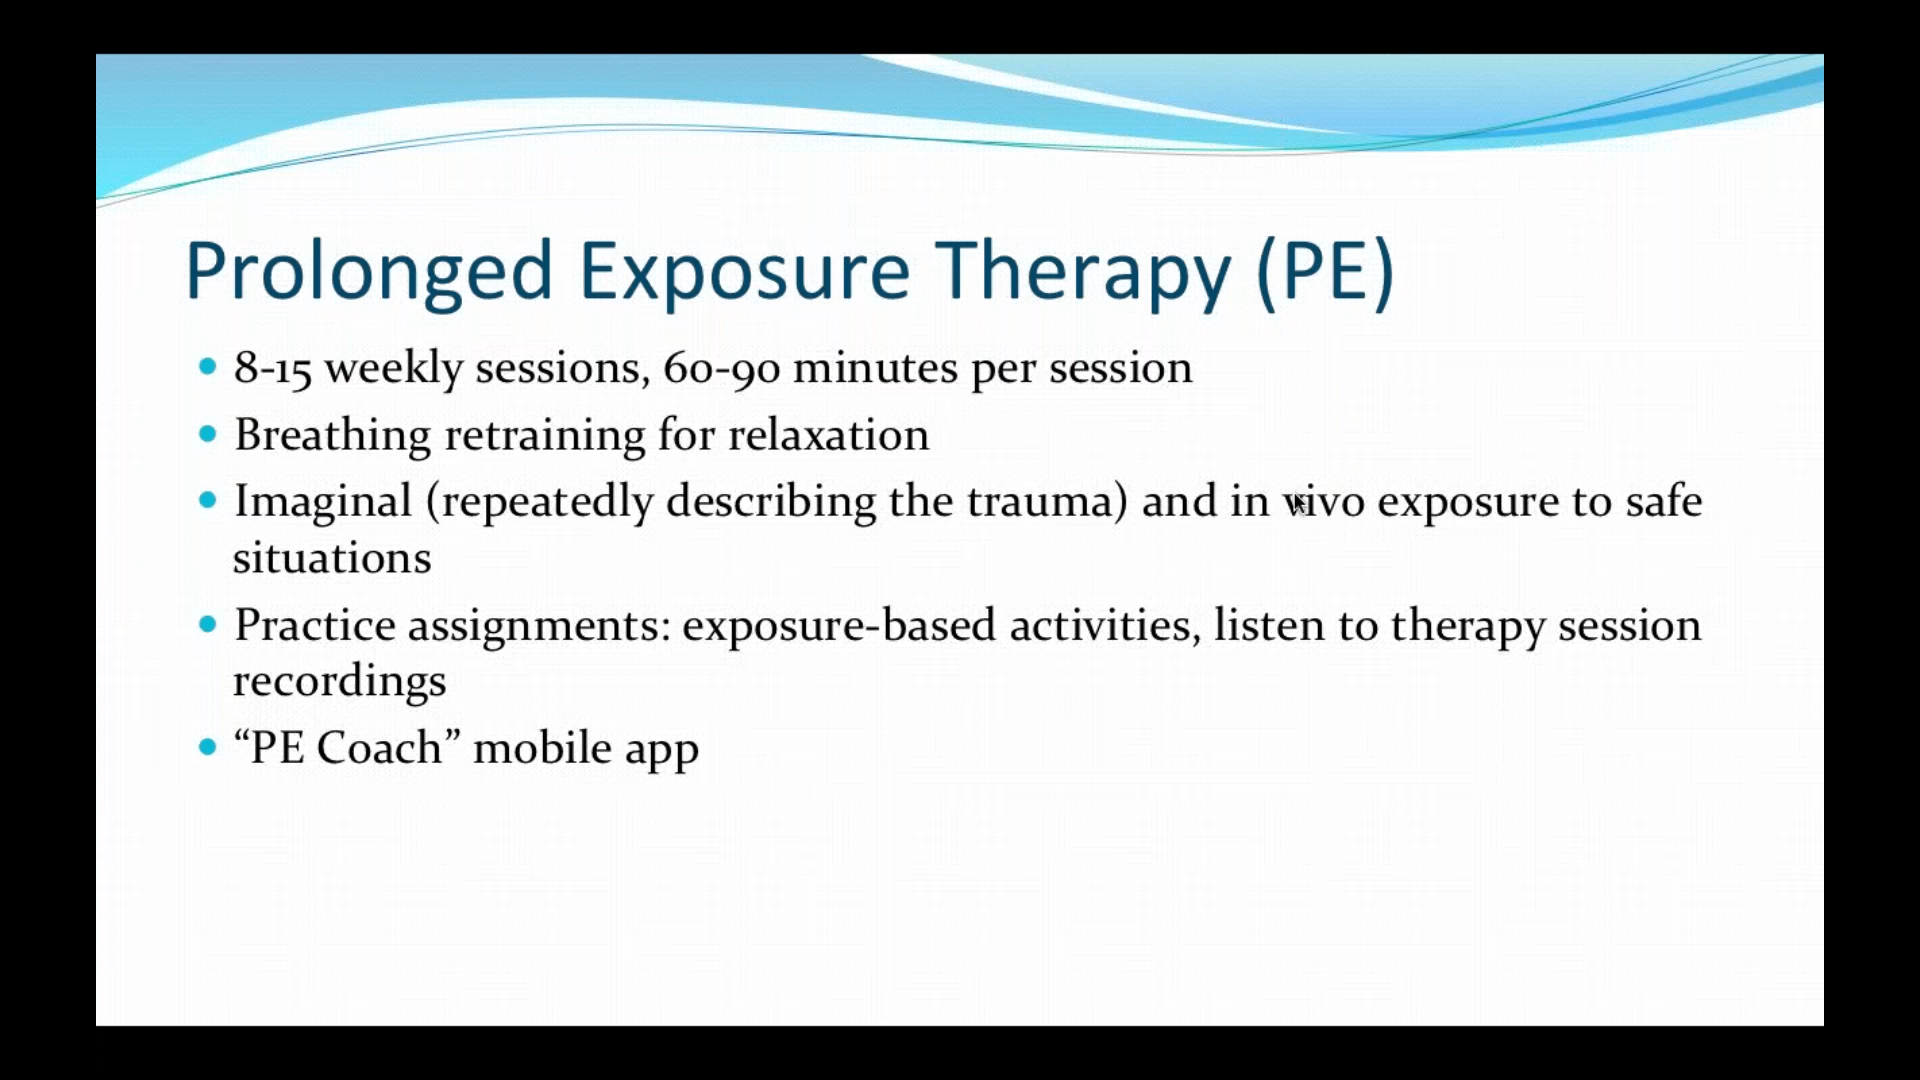 Prolonged Exposure Therapy (PE)
• 8-15 weekly sessions, 60-90 minutes per session
• Breathing retraining for relaxation
• Imaginal (repeatedly describing the trauma) and in vivo exposure to safe
situations
• Practice assignments: exposure-based activities, listen to therapy session
recordings
• “PE Coach” mobile app